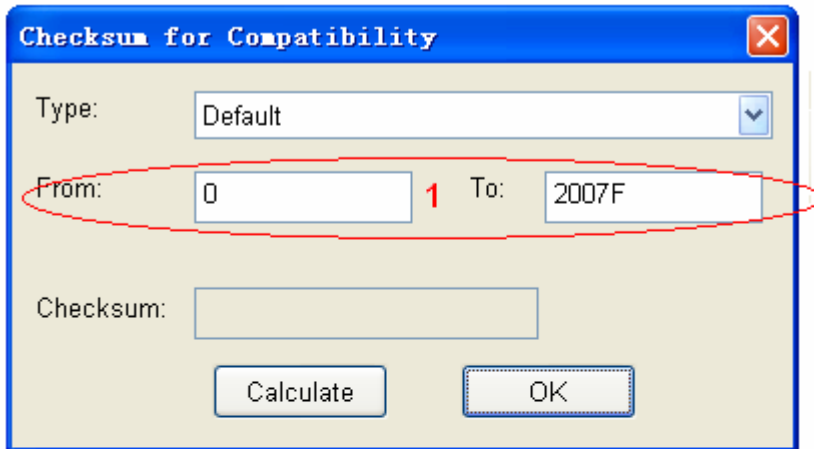 Checksum for Compatibility
Type: Default
From: 0 1 To: 2007F
Checksum:
Calculate OK